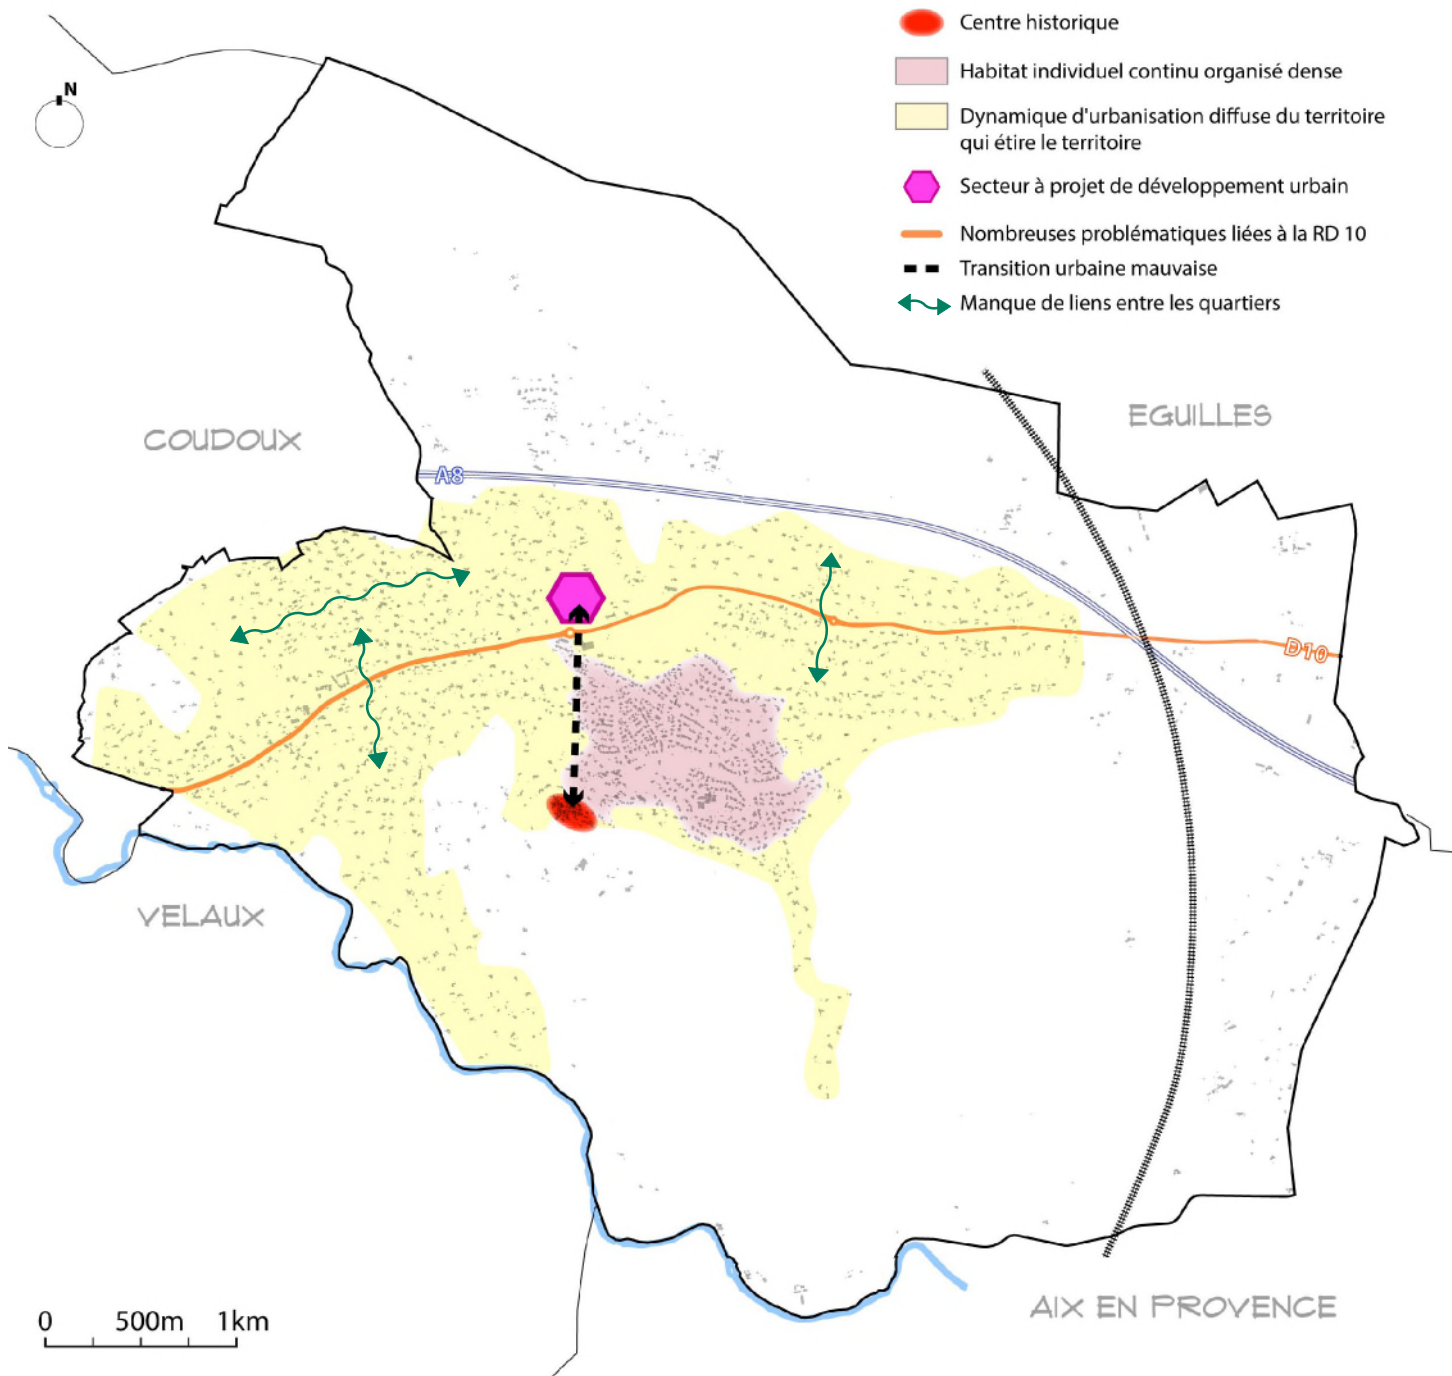 Centre historique
Habitat individuel continu organisé dense
Dynamique d'urbanisation diffuse du territoire
qui étire le territoire
Secteur à projet de développement urbain
Nombreuses problématiques liées à la RD 10
Transition urbaine mauvaise
Manque de liens entre les quartiers
N
EGUILLES
COUDOUX
A8
D10
VELAUX
AIX EN PROVENCE
0 500m 1km